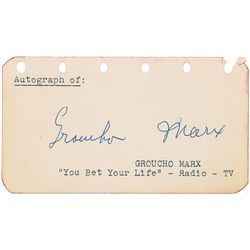 Autograph of:
Groucho Marx
GROUCHO MARX
"You Bet Your Life" - Radio - TV